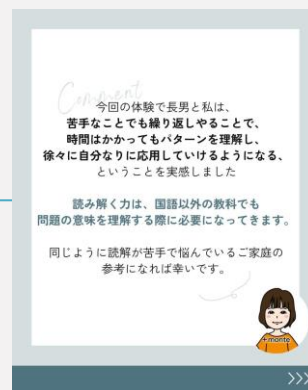 Comment
今回の体験で長男と私は、
苦手なことでも繰り返しやることで、
時間はかかってもパターンを理解し、
徐々に自分なりに応用していけるようになる、
ということを実感しました
読み解く力は、国語以外の教科でも
問題の意味を理解する際に必要になってきます。
同じように読解が苦手で悩んでいるご家庭の
参考になれば幸いです。
+monte
>>>